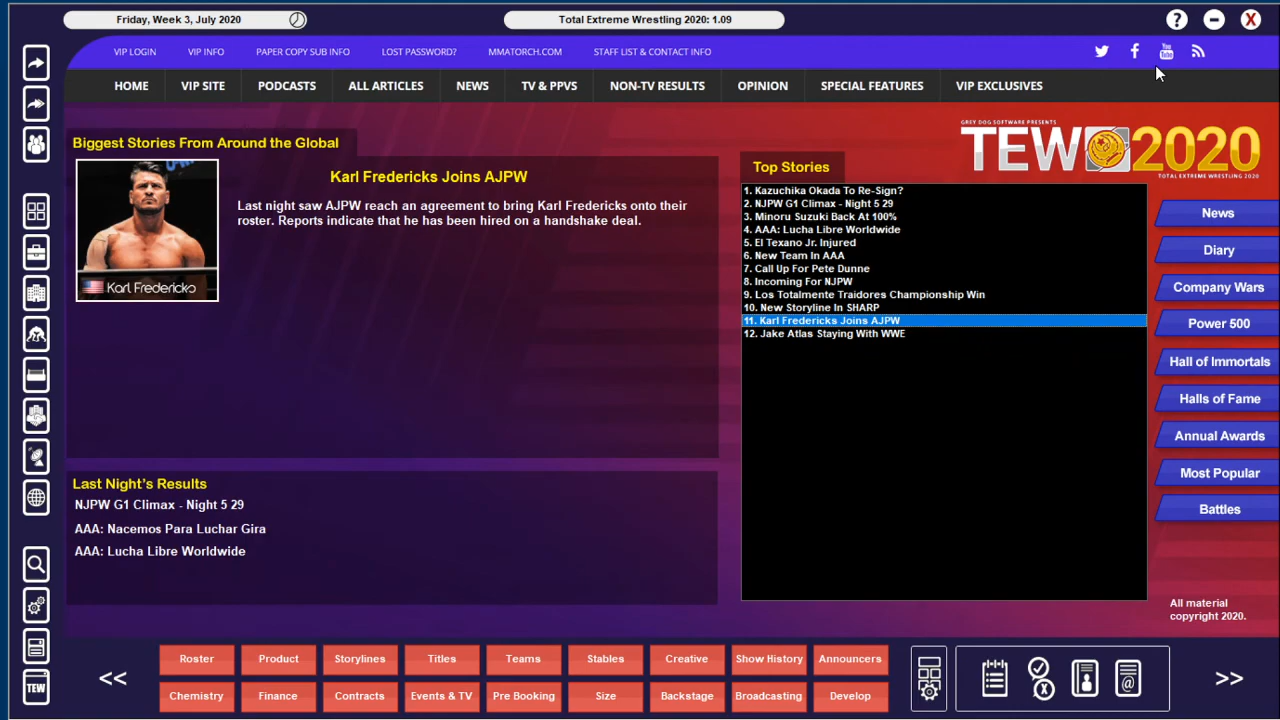 Friday, Week 3, July 2020
Total Extreme Wrestling 2020: 1.09
?
X
VIP LOGIN
VIP INFO
PAPER COPY SUB INFO
LOST PASSWORD?
MMATORCH.COM
STAFF LIST & CONTACT INFO
You Tube
HOME
VIP SITE
PODCASTS
ALL ARTICLES
NEWS
TV & PPVS
NON-TV RESULTS
OPINION
SPECIAL FEATURES
VIP EXCLUSIVES
GREY DOG SOFTWARE PRESENTS
TEW 2020
TOTAL EXTREME WRESTLING 2020
Biggest Stories From Around the Global
Karl Fredericks Joins AJPW
Last night saw AJPW reach an agreement to bring Karl Fredericks onto their
roster. Reports indicate that he has been hired on a handshake deal.
Karl Fredericks
Top Stories
1. Kazuchika Okada To Re-Sign?
2. NJPW G1 Climax - Night 5 29
3. Minoru Suzuki Back At 100%
4. AAA: Lucha Libre Worldwide
5. El Texano Jr. Injured
6. New Team In AAA
7. Call Up For Pete Dunne
8. Incoming For NJPW
9. Los Totalmente Traidores Championship Win
10. New Storyline In SHARP
11. Karl Fredericks Joins AJPW
12. Jake Atlas Staying With WWE
News
Diary
Company Wars
Power 500
Hall of Immortals
Halls of Fame
Annual Awards
Most Popular
Battles
Last Night's Results
NJPW G1 Climax - Night 5 29
AAA: Nacemos Para Luchar Gira
AAA: Lucha Libre Worldwide
All material
copyright 2020.
TEW
<<
Roster
Product
Storylines
Titles
Teams
Stables
Creative
Show History
Announcers
Chemistry
Finance
Contracts
Events & TV
Pre Booking
Size
Backstage
Broadcasting
Develop
@
>>